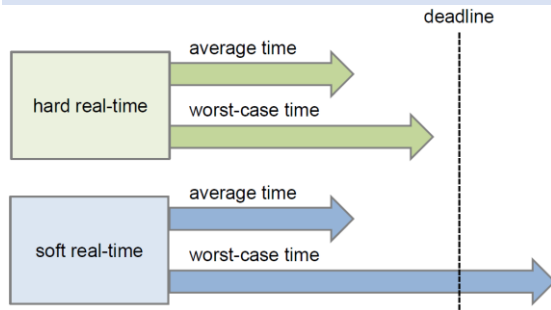 deadline
average time
hard real-time
worst-case time
average time
soft real-time
worst-case time